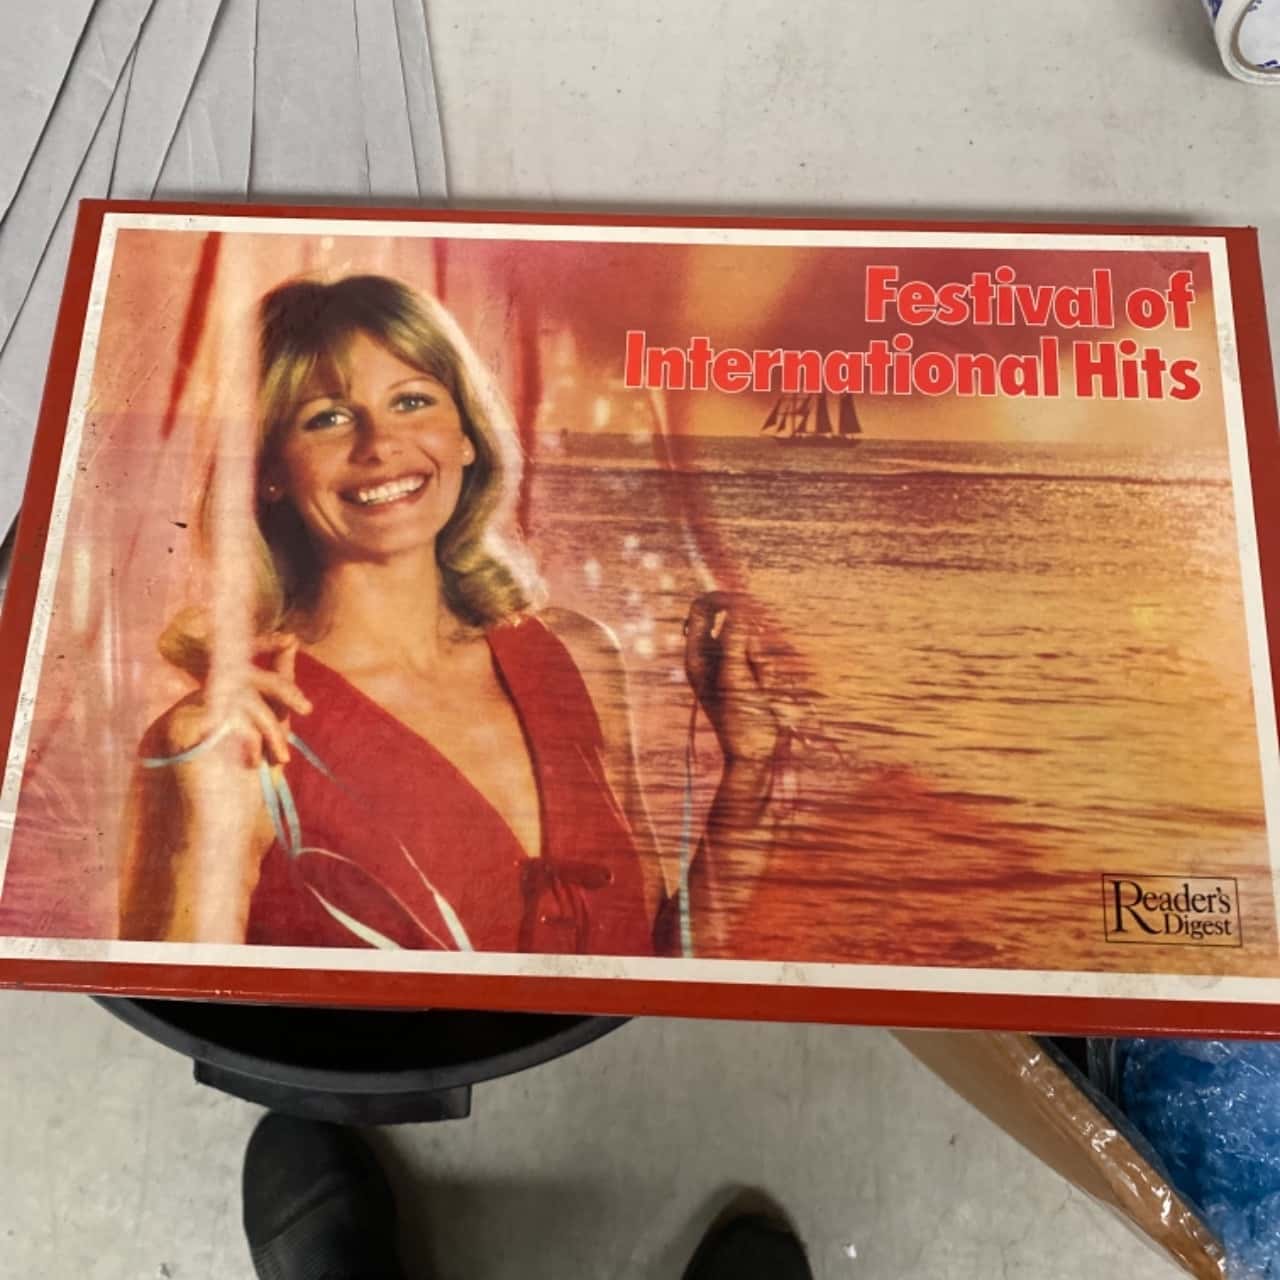 Festival of
International Hits
Reader's
Digest